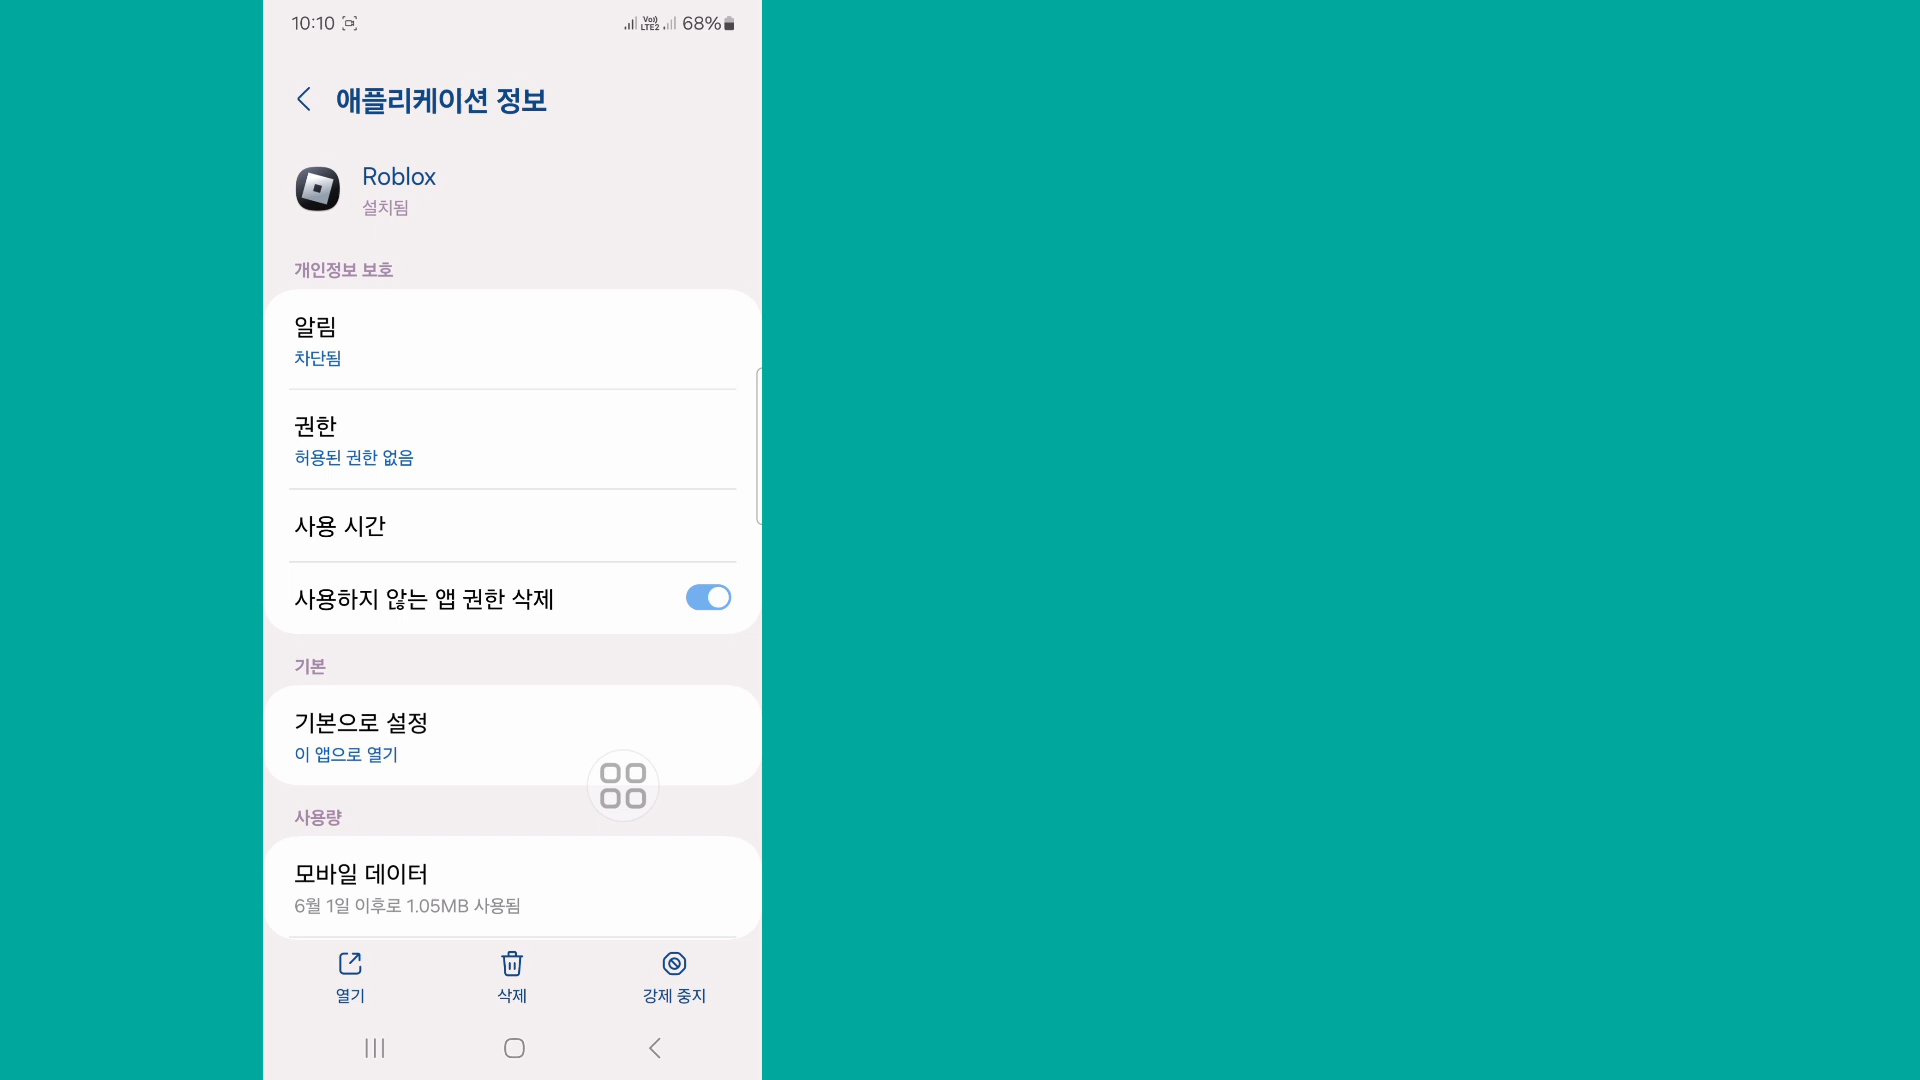 10:10
Vo)) LTE2 68%
애플리케이션 정보
Roblox
설치됨
개인정보 보호
알림
차단됨
권한
허용된 권한 없음
사용 시간
사용하지 않는 앱 권한 삭제
기본
기본으로 설정
이 앱으로 열기
사용량
모바일 데이터
6월 1일 이후로 1.05MB 사용됨
열기
삭제
강제 중지